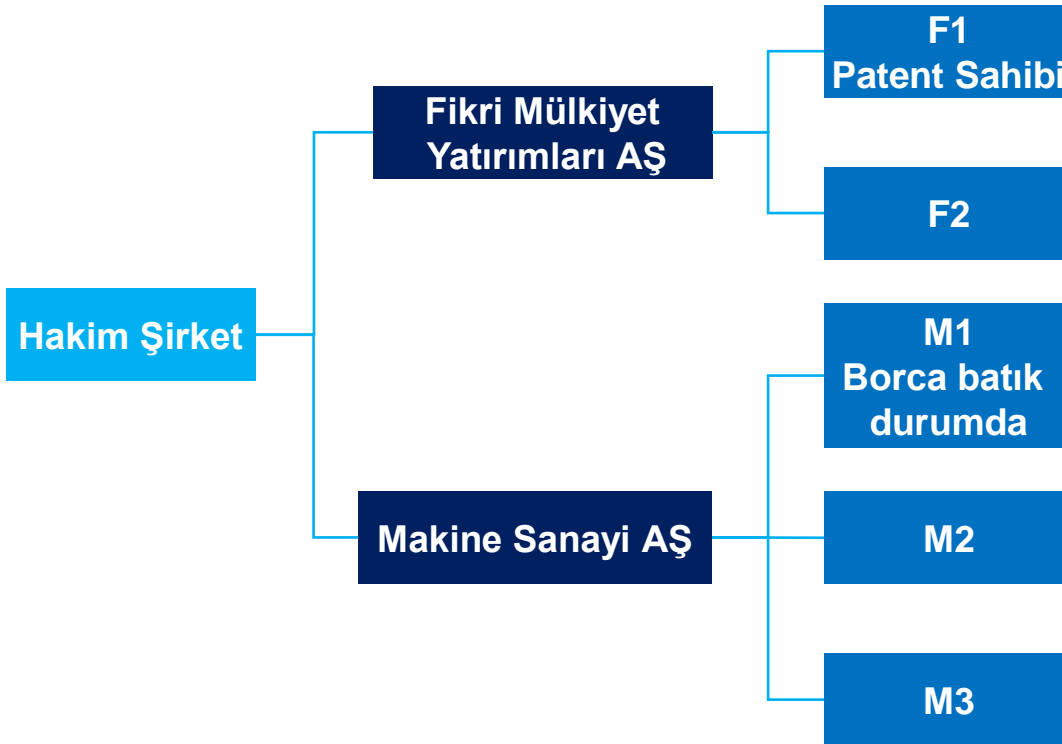 F1
Patent Sahibi
Fikri Mülkiyet
Yatırımları AŞ
F2
Hakim Şirket
M1
Borca batık
durumda
Makine Sanayi AŞ
M2
M3